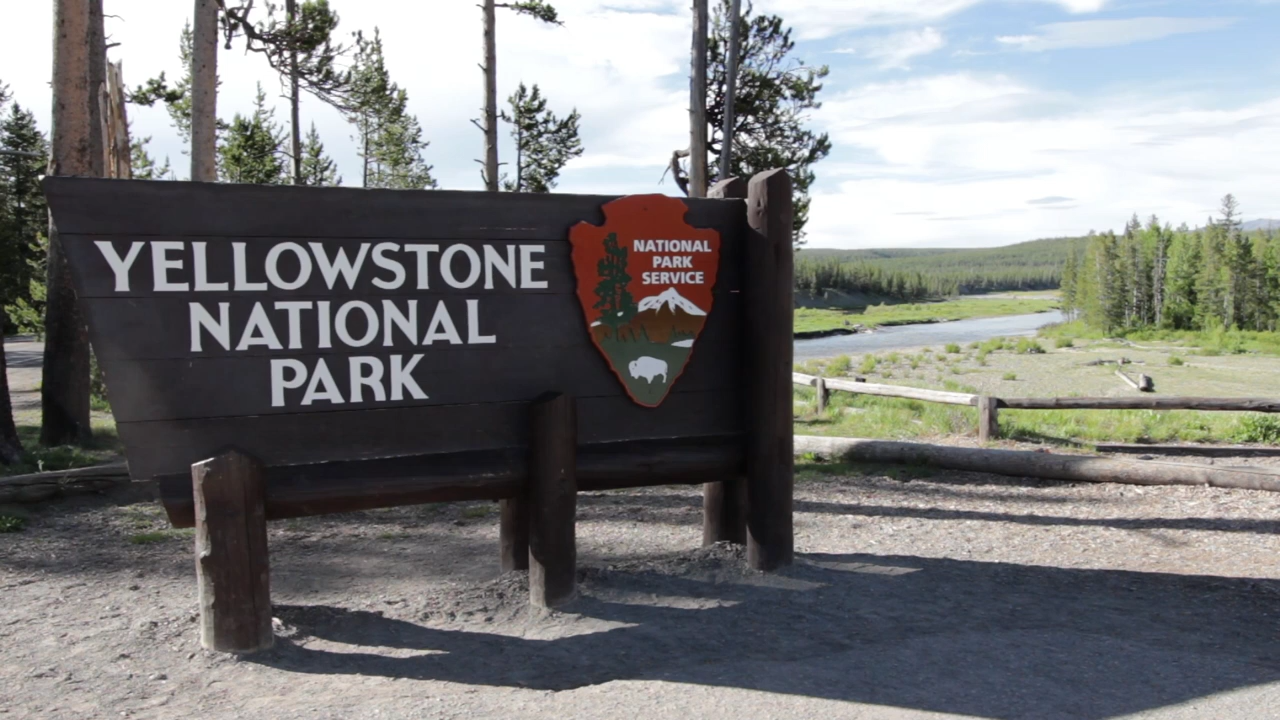 YELLOWSTONE
NATIONAL
PARK
NATIONAL
PARK
SERVICE